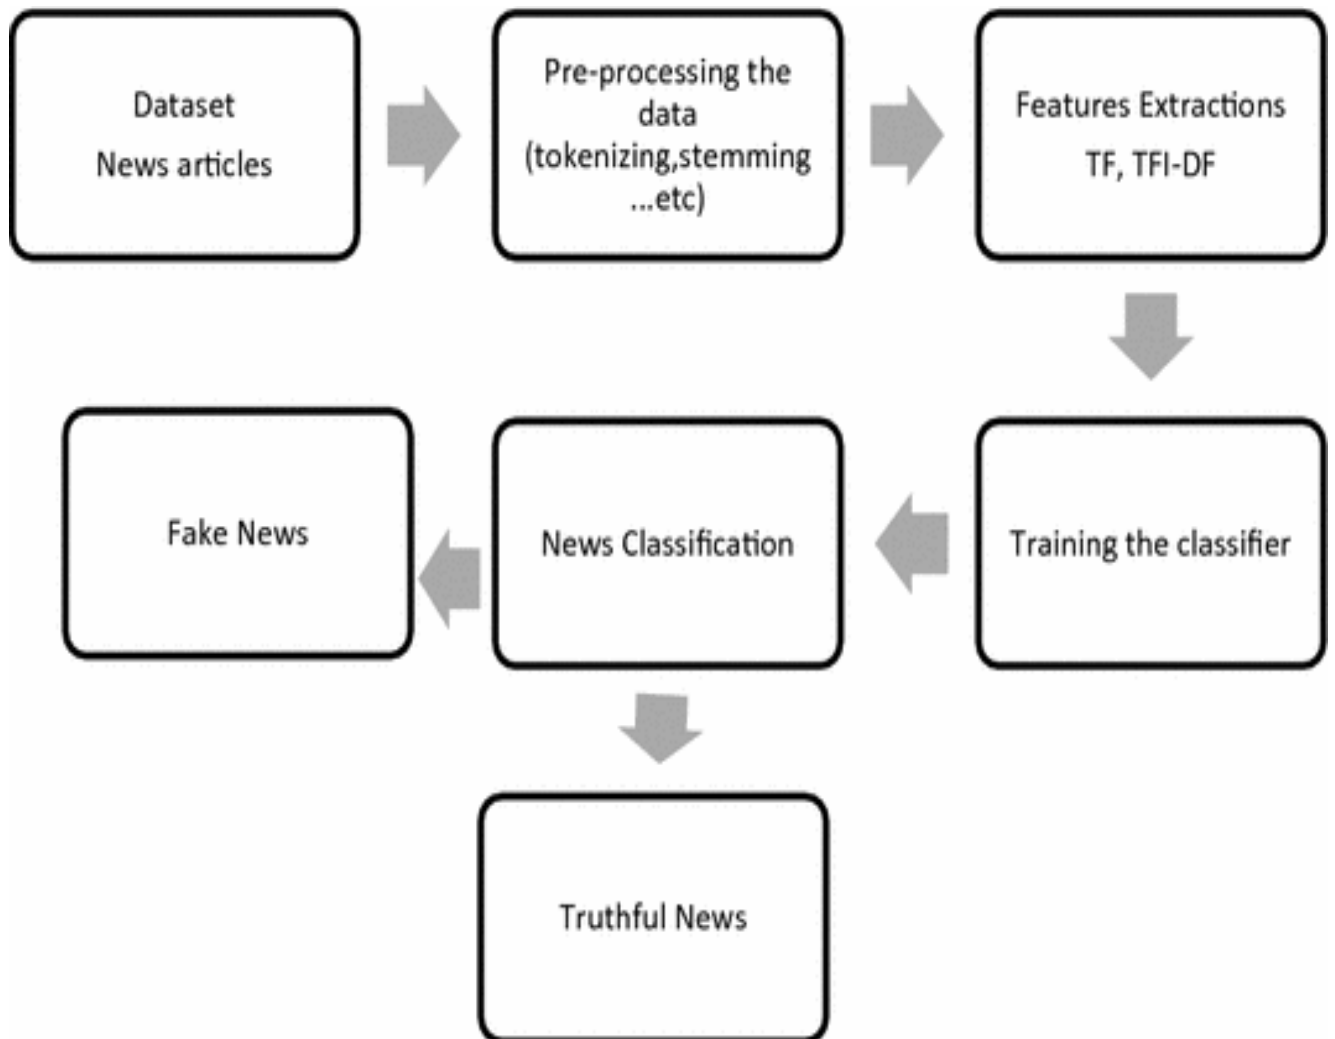 Dataset
News articles
Pre-processing the
data
(tokenizing,stemming
...etc)
Features Extractions
TF, TFI-DF
Training the classifier
News Classification
Fake News
Truthful News